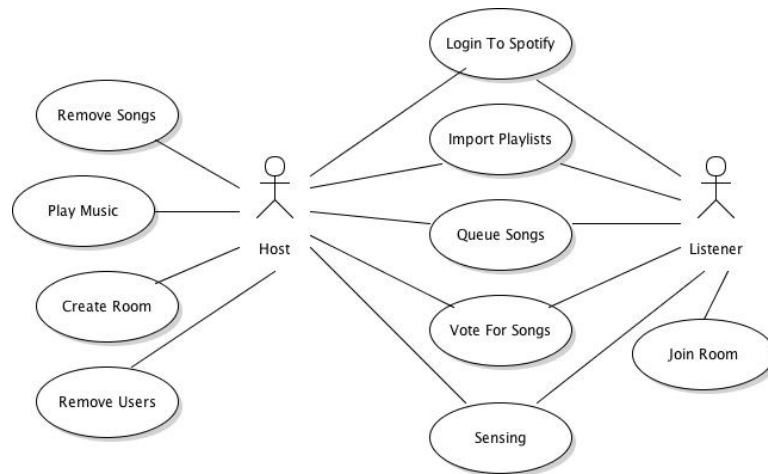 Login To Spotify
Remove Songs
Import Playlists
Play Music
Queue Songs
Host
Listener
Create Room
Vote For Songs
Join Room
Remove Users
Sensing